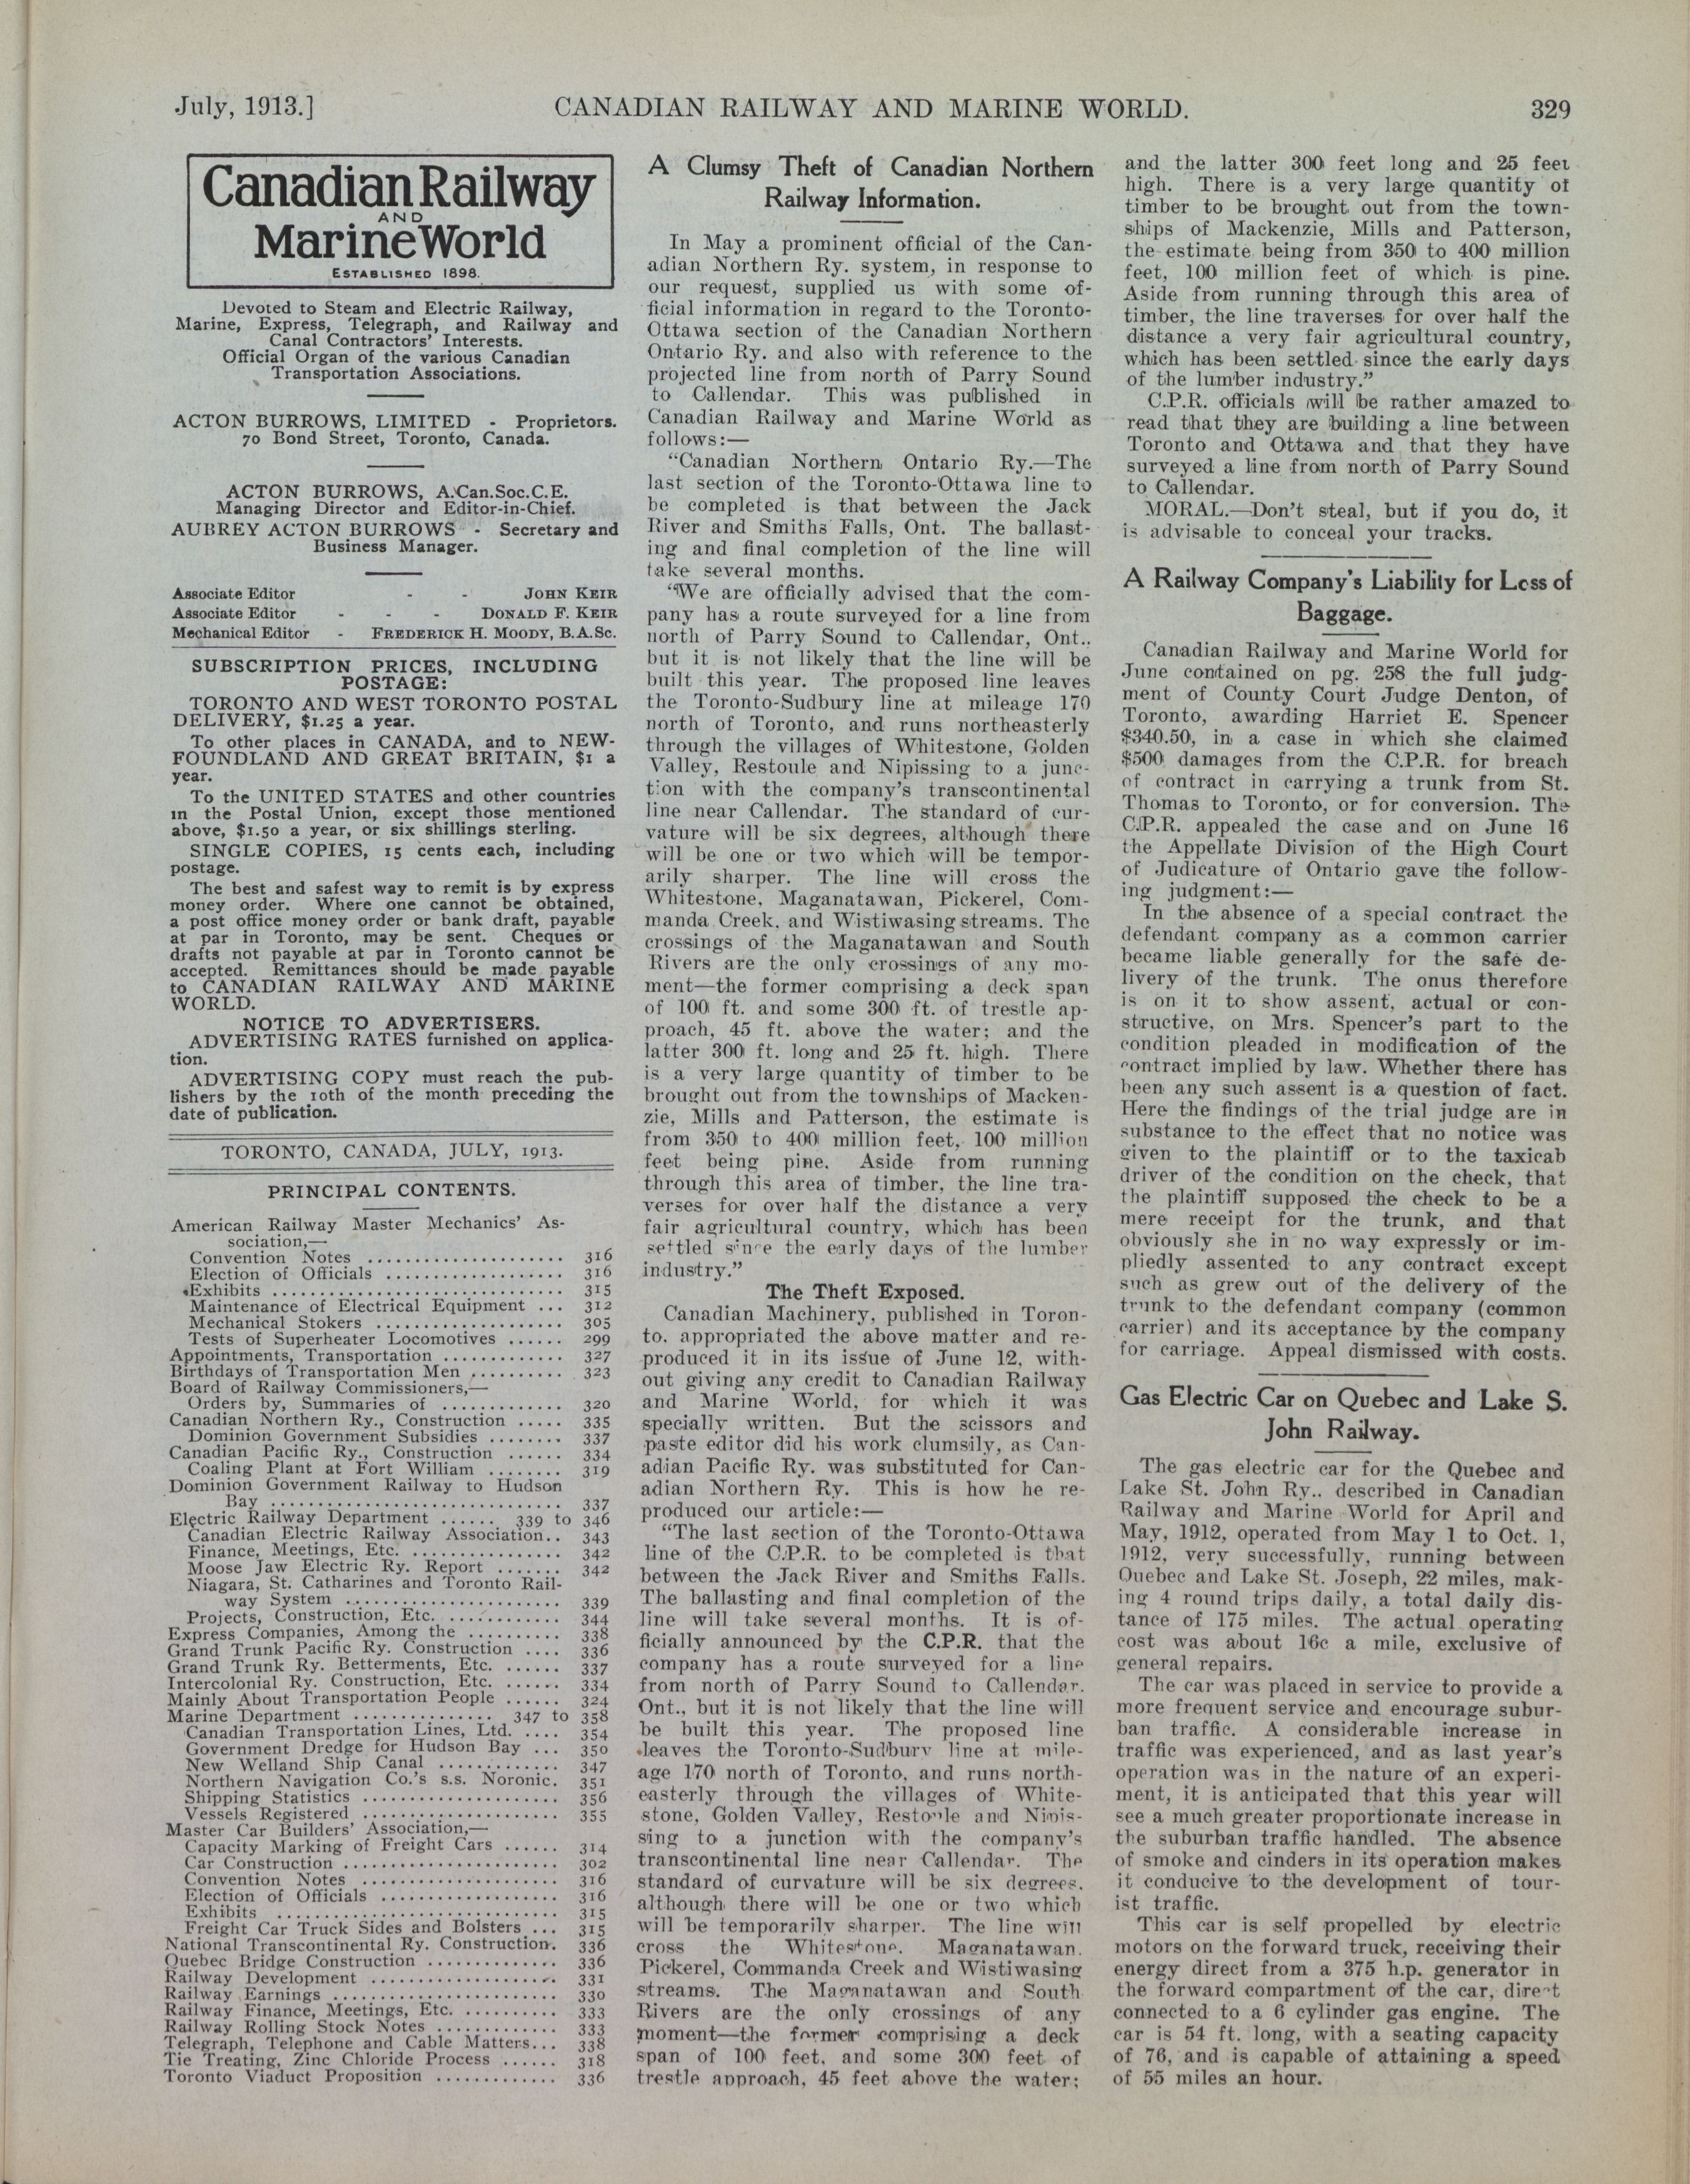 July, 1913.]
CANADIAN RAILWAY AND MARINE WORLD.
329
Canadian Railway
AND
Marine World
ESTABLISHED 1898.
Devoted to Steam and Electric Railway,
Marine, Express, Telegraph, and Railway and
Canal Contractors' Interests.
Official Organ of the various Canadian
Transportation Associations.
ACTON BURROWS, LIMITED - Proprietors.
70 Bond Street, Toronto, Canada.
ACTON BURROWS, A.Can.Soc.C.E.
Managing Director and Editor-in-Chief.
AUBREY ACTON BURROWS - Secretary and
Business Manager.
Associate Editor - - JOHN KEIR
Associate Editor - - - DONALD F. KEIR
Mechanical Editor - FREDERICK H. MOODY, B.A.Sc.
SUBSCRIPTION PRICES, INCLUDING
POSTAGE:
TORONTO AND WEST TORONTO POSTAL
DELIVERY, $1.25 a year.
To other places in CANADA, and to NEW-
FOUNDLAND AND GREAT BRITAIN, $1 a
year.
To the UNITED STATES and other countries
in the Postal Union, except those mentioned
above, $1.50 a year, or six shillings sterling.
SINGLE COPIES, 15 cents each, including
postage.
The best and safest way to remit is by express
money order. Where one cannot be obtained,
a post office money order or bank draft, payable
at par in Toronto, may be sent. Cheques or
drafts not payable at par in Toronto cannot be
accepted. Remittances should be made payable
to CANADIAN RAILWAY AND MARINE
WORLD.
NOTICE TO ADVERTISERS.
ADVERTISING RATES furnished on applica-
tion.
ADVERTISING COPY must reach the pub-
lishers by the 10th of the month preceding the
date of publication.
TORONTO, CANADA, JULY, 1913.
PRINCIPAL CONTENTS.
American Railway Master Mechanics' As-
sociation,—
Convention Notes ..................... 316
Election of Officials ................... 316
Exhibits ............................... 315
Maintenance of Electrical Equipment ... 312
Mechanical Stokers .................... 305
Tests of Superheater Locomotives ...... 299
Appointments, Transportation ............. 327
Birthdays of Transportation Men .......... 323
Board of Railway Commissioners,—
Orders by, Summaries of ............. 320
Canadian Northern Ry., Construction ..... 335
Dominion Government Subsidies ........ 337
Canadian Pacific Ry., Construction ...... 334
Coaling Plant at Fort William ........ 319
Dominion Government Railway to Hudson
Bay ............................... 337
Electric Railway Department ...... 339 to 346
Canadian Electric Railway Association.. 343
Finance, Meetings, Etc. ................ 342
Moose Jaw Electric Ry. Report ....... 342
Niagara, St. Catharines and Toronto Rail-
way System ....................... 339
Projects, Construction, Etc. ............ 344
Express Companies, Among the .......... 338
Grand Trunk Pacific Ry. Construction .... 336
Grand Trunk Ry. Betterments, Etc. ...... 337
Intercolonial Ry. Construction, Etc. ...... 334
Mainly About Transportation People ...... 324
Marine Department ............... 347 to 358
Canadian Transportation Lines, Ltd. .... 354
Government Dredge for Hudson Bay ... 350
New Welland Ship Canal ............. 347
Northern Navigation Co.'s s.s. Noronic. 351
Shipping Statistics ..................... 356
Vessels Registered ..................... 355
Master Car Builders' Association,—
Capacity Marking of Freight Cars ...... 314
Car Construction ....................... 302
Convention Notes ..................... 316
Election of Officials ................... 316
Exhibits .............................. 315
Freight Car Truck Sides and Bolsters ... 315
National Transcontinental Ry. Construction. 336
Quebec Bridge Construction .............. 336
Railway Development .................... 331
Railway Earnings ........................ 330
Railway Finance, Meetings, Etc. .......... 333
Railway Rolling Stock Notes ............. 333
Telegraph, Telephone and Cable Matters... 338
Tie Treating, Zinc Chloride Process ...... 318
Toronto Viaduct Proposition ............. 336
A Clumsy Theft of Canadian Northern
Railway Information.
In May a prominent official of the Can-
adian Northern Ry. system, in response to
our request, supplied us with some of-
ficial information in regard to the Toronto-
Ottawa section of the Canadian Northern
Ontario Ry. and also with reference to the
projected line from north of Parry Sound
to Callendar. This was published in
Canadian Railway and Marine World as
follows:—
"Canadian Northern Ontario Ry.—The
last section of the Toronto-Ottawa line to
be completed is that between the Jack
River and Smiths Falls, Ont. The ballast-
ing and final completion of the line will
take several months.
"We are officially advised that the com-
pany has a route surveyed for a line from
north of Parry Sound to Callendar, Ont.,
but it is not likely that the line will be
built this year. The proposed line leaves
the Toronto-Sudbury line at mileage 170
north of Toronto, and runs northeasterly
through the villages of Whitestone, Golden
Valley, Restoule and Nipissing to a junc-
tion with the company's transcontinental
line near Callendar. The standard of cur-
vature will be six degrees, although there
will be one or two which will be tempor-
arily sharper. The line will cross the
Whitestone, Maganatawan, Pickerel, Com-
manda Creek, and Wistiwasing streams. The
crossings of the Maganatawan and South
Rivers are the only crossings of any mo-
ment—the former comprising a deck span
of 100 ft. and some 300 ft. of trestle ap-
proach, 45 ft. above the water; and the
latter 300 ft. long and 25 ft. high. There
is a very large quantity of timber to be
brought out from the townships of Macken-
zie, Mills and Patterson, the estimate is
from 350 to 400 million feet, 100 million
feet being pine. Aside from running
through this area of timber, the line tra-
verses for over half the distance a very
fair agricultural country, which has been
settled since the early days of the lumber
industry."
The Theft Exposed.
Canadian Machinery, published in Toron-
to, appropriated the above matter and re-
produced it in its issue of June 12, with-
out giving any credit to Canadian Railway
and Marine World, for which it was
specially written. But the scissors and
paste editor did his work clumsily, as Can-
adian Pacific Ry. was substituted for Can-
adian Northern Ry. This is how he re-
produced our article:—
"The last section of the Toronto-Ottawa
line of the C.P.R. to be completed is that
between the Jack River and Smiths Falls.
The ballasting and final completion of the
line will take several months. It is of-
ficially announced by the C.P.R. that the
company has a route surveyed for a line
from north of Parry Sound to Callendar,
Ont., but it is not likely that the line will
be built this year. The proposed line
leaves the Toronto-Sudbury line at mile-
age 170 north of Toronto, and runs north-
easterly through the villages of White-
stone, Golden Valley, Restoule and Nipis-
sing to a junction with the company's
transcontinental line near Callendar. The
standard of curvature will be six degrees,
although there will be one or two which
will be temporarily sharper. The line will
cross the Whitestone, Maganatawan,
Pickerel, Commanda Creek and Wistiwasing
streams. The Maganatawan and South
Rivers are the only crossings of any
moment—the former comprising a deck
span of 100 feet, and some 300 feet of
trestle approach, 45 feet above the water;
and the latter 300 feet long and 25 feet
high. There is a very large quantity of
timber to be brought out from the town-
ships of Mackenzie, Mills and Patterson,
the estimate being from 350 to 400 million
feet, 100 million feet of which is pine.
Aside from running through this area of
timber, the line traverses for over half the
distance a very fair agricultural country,
which has been settled since the early days
of the lumber industry."
C.P.R. officials will be rather amazed to
read that they are building a line between
Toronto and Ottawa and that they have
surveyed a line from north of Parry Sound
to Callendar.
MORAL.—Don't steal, but if you do, it
is advisable to conceal your tracks.
A Railway Company's Liability for Loss of
Baggage.
Canadian Railway and Marine World for
June contained on pg. 258 the full judg-
ment of County Court Judge Denton, of
Toronto, awarding Harriet E. Spencer
$340.50, in a case in which she claimed
$500 damages from the C.P.R. for breach
of contract in carrying a trunk from St.
Thomas to Toronto, or for conversion. The
C.P.R. appealed the case and on June 16
the Appellate Division of the High Court
of Judicature of Ontario gave the follow-
ing judgment:—
In the absence of a special contract the
defendant company as a common carrier
became liable generally for the safe de-
livery of the trunk. The onus therefore
is on it to show assent, actual or con-
structive, on Mrs. Spencer's part to the
condition pleaded in modification of the
contract implied by law. Whether there has
been any such assent is a question of fact.
Here the findings of the trial judge are in
substance to the effect that no notice was
given to the plaintiff or to the taxicab
driver of the condition on the check, that
the plaintiff supposed the check to be a
mere receipt for the trunk, and that
obviously she in no way expressly or im-
pliedly assented to any contract except
such as grew out of the delivery of the
trunk to the defendant company (common
carrier) and its acceptance by the company
for carriage. Appeal dismissed with costs.
Gas Electric Car on Quebec and Lake S.
John Railway.
The gas electric car for the Quebec and
Lake St. John Ry., described in Canadian
Railway and Marine World for April and
May, 1912, operated from May 1 to Oct. 1,
1912, very successfully, running between
Quebec and Lake St. Joseph, 22 miles, mak-
ing 4 round trips daily, a total daily dis-
tance of 175 miles. The actual operating
cost was about 16c a mile, exclusive of
general repairs.
The car was placed in service to provide a
more frequent service and encourage subur-
ban traffic. A considerable increase in
traffic was experienced, and as last year's
operation was in the nature of an experi-
ment, it is anticipated that this year will
see a much greater proportionate increase in
the suburban traffic handled. The absence
of smoke and cinders in its operation makes
it conducive to the development of tour-
ist traffic.
This car is self propelled by electric
motors on the forward truck, receiving their
energy direct from a 375 h.p. generator in
the forward compartment of the car, direct
connected to a 6 cylinder gas engine. The
car is 54 ft. long, with a seating capacity
of 76, and is capable of attaining a speed
of 55 miles an hour.